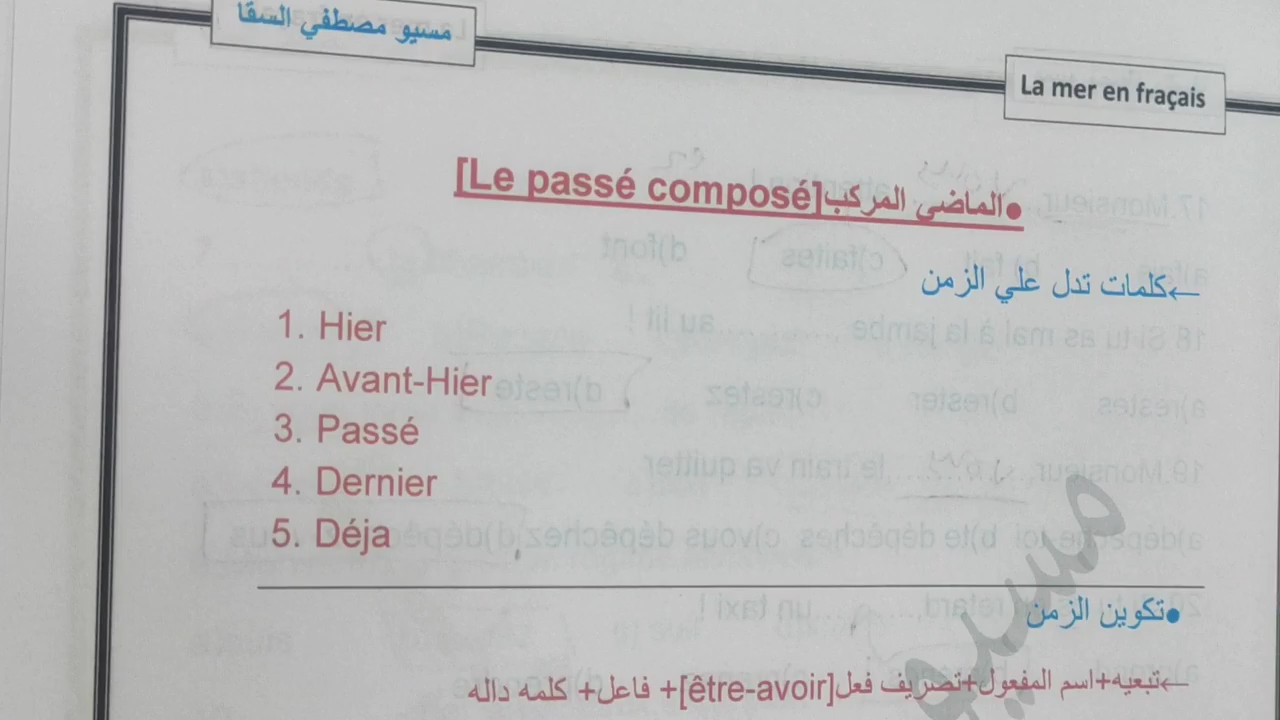 مسيو مصطفي السقا
La mer en fraçais
•الماضى المركب[Le passé composé]
←كلمات تدل علي الزمن
1. Hier
2. Avant-Hier
3. Passé
4. Dernier
5. Déja
•تكوين الزمن
←تبعيه+اسم المفعول+تصريف فعل[être-avoir]+ فاعل+ كلمه داله
مسيو